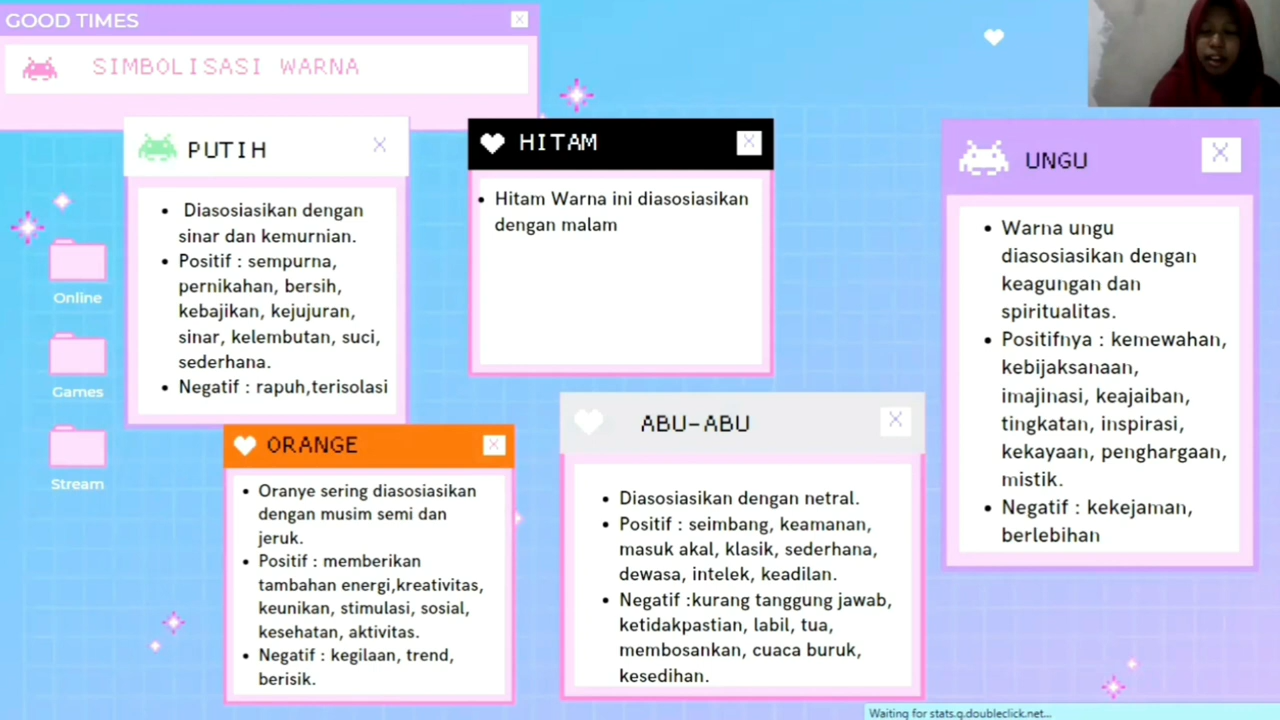 GOOD TIMES
SIMBOLISASI WARNA
PUTIH
Diasosiasikan dengan
sinar dan kemurnian.
Positif : sempurna,
pernikahan, bersih,
kebajikan, kejujuran,
sinar, kelembutan, suci,
sederhana.
Negatif : rapuh,terisolasi
HITAM
Hitam Warna ini diasosiasikan
dengan malam
UNGU
Warna ungu
diasosiasikan dengan
keagungan dan
spiritualitas.
Positifnya : kemewahan,
kebijaksanaan,
imajinasi, keajaiban,
tingkatan, inspirasi,
kekayaan, penghargaan,
mistik.
Negatif : kekejaman,
berlebihan
Online
Games
Stream
ORANGE
Oranye sering diasosiasikan
dengan musim semi dan
jeruk.
Positif : memberikan
tambahan energi,kreativitas,
keunikan, stimulasi, sosial,
kesehatan, aktivitas.
Negatif : kegilaan, trend,
berisik.
ABU-ABU
Diasosiasikan dengan netral.
Positif : seimbang, keamanan,
masuk akal, klasik, sederhana,
dewasa, intelek, keadilan.
Negatif :kurang tanggung jawab,
ketidakpastian, labil, tua,
membosankan, cuaca buruk,
kesedihan.
Waiting for stats.g.doubleclick.net...